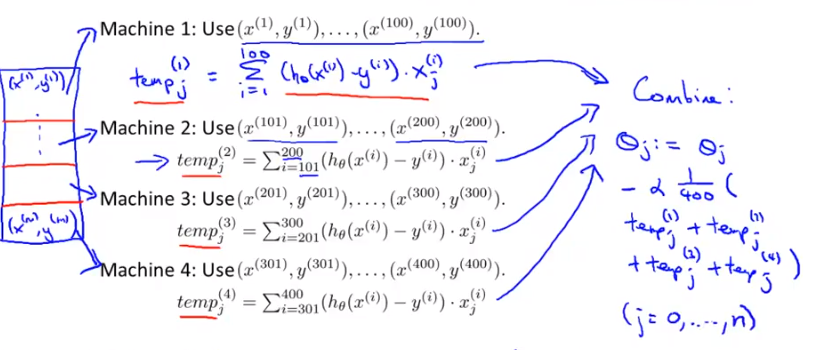 Machine 1: Use (x^{(1)}, y^{(1)}), . . . , (x^{(100)}, y^{(100)}).
(x^{(1)}, y^{(1)})
temp_j^{(1)} = Σ_{i=1}^{100} (h_θ(x^{(i)}) - y^{(i)}) · x_j^{(i)}
Combine:
Machine 2: Use (x^{(101)}, y^{(101)}), . . . , (x^{(200)}, y^{(200)}).
temp_j^{(2)} = Σ_{i=101}^{200} (h_θ(x^{(i)}) − y^{(i)}) · x_j^{(i)}
Machine 3: Use (x^{(201)}, y^{(201)}), . . . , (x^{(300)}, y^{(300)}).
temp_j^{(3)} = Σ_{i=201}^{300} (h_θ(x^{(i)}) − y^{(i)}) · x_j^{(i)}
(x^{(m)}, y^{(m)})
Machine 4: Use (x^{(301)}, y^{(301)}), . . . , (x^{(400)}, y^{(400)}).
temp_j^{(4)} = Σ_{i=301}^{400} (h_θ(x^{(i)}) − y^{(i)}) · x_j^{(i)}
θ_j := θ_j
- α 1/400 (
temp_j^{(1)} + temp_j
+ temp_j + temp_j^{(4)} )
(j = 0, ..., n)